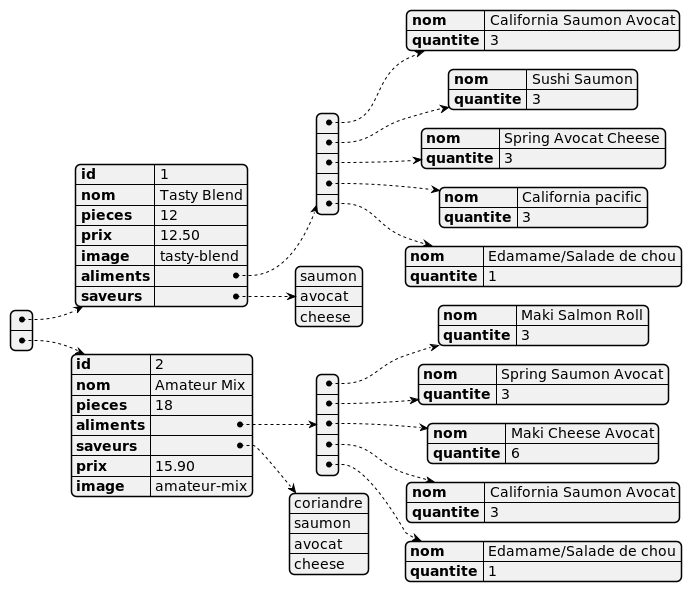 nom California Saumon Avocat
quantite 3
nom Sushi Saumon
quantite 3
nom Spring Avocat Cheese
quantite 3
nom California pacific
quantite 3
nom Edamame/Salade de chou
quantite 1
id 1
nom Tasty Blend
pieces 12
prix 12.50
image tasty-blend
aliments
saveurs
saumon
avocat
cheese
id 2
nom Amateur Mix
pieces 18
aliments
saveurs
prix 15.90
image amateur-mix
coriandre
saumon
avocat
cheese
nom Maki Salmon Roll
quantite 3
nom Spring Saumon Avocat
quantite 3
nom Maki Cheese Avocat
quantite 6
nom California Saumon Avocat
quantite 3
nom Edamame/Salade de chou
quantite 1